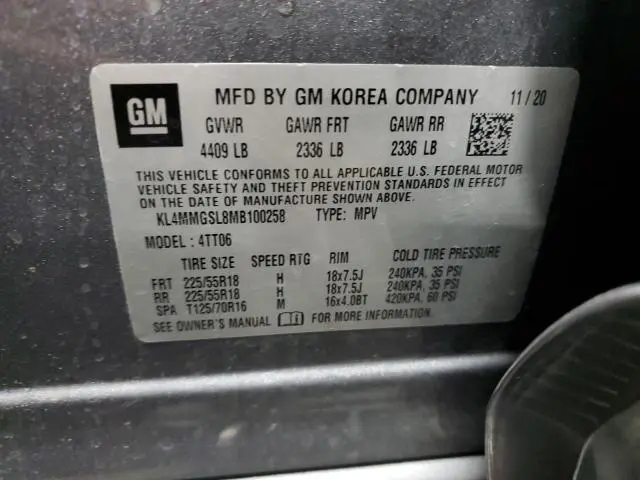 GM MFD BY GM KOREA COMPANY 11/20
GVWR GAWR FRT GAWR RR
4409 LB 2336 LB 2336 LB
THIS VEHICLE CONFORMS TO ALL APPLICABLE U.S. FEDERAL MOTOR
VEHICLE SAFETY AND THEFT PREVENTION STANDARDS IN EFFECT
ON THE DATE OF MANUFACTURE SHOWN ABOVE.
KL4MMGSL8MB100258 TYPE: MPV
MODEL: 4TT06
TIRE SIZE SPEED RTG RIM COLD TIRE PRESSURE
FRT 225/55R18 H 18x7.5J 240KPA, 35 PSI
RR 225/55R18 H 18x7.5J 240KPA, 35 PSI
SPA T125/70R16 M 16x4.0BT 420KPA, 60 PSI
SEE OWNER'S MANUAL FOR MORE INFORMATION.